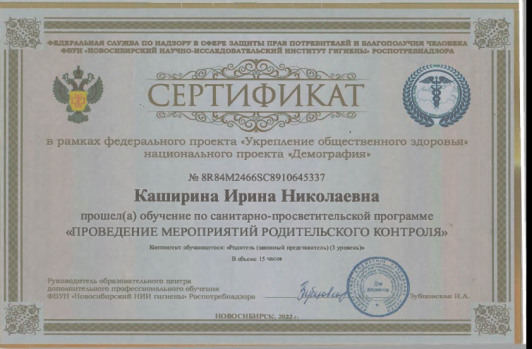 ФЕДЕРАЛЬНАЯ СЛУЖБА ПО НАДЗОРУ В СФЕРЕ ЗАЩИТЫ ПРАВ ПОТРЕБИТЕЛЕЙ И БЛАГОПОЛУЧИЯ ЧЕЛОВЕКА
ФБУН «НОВОСИБИРСКИЙ НАУЧНО-ИССЛЕДОВАТЕЛЬСКИЙ ИНСТИТУТ ГИГИЕНЫ» РОСПОТРЕБНАДЗОРА
СЕРТИФИКАТ
в рамках федерального проекта «Укрепление общественного здоровья»
национального проекта «Демография»
№ 8R84M2466SC8910645337
Каширина Ирина Николаевна
прошел(а) обучение по санитарно-просветительской программе
«ПРОВЕДЕНИЕ МЕРОПРИЯТИЙ РОДИТЕЛЬСКОГО КОНТРОЛЯ»
Контингент обучающегося: «Родитель (законный представитель) (3 уровень)»
В объеме 15 часов
Руководитель образовательного центра
дополнительного профессионального обучения
ФБУН «Новосибирский НИИ гигиены» Роспотребнадзора
Для документов
НОВОСИБИРСК, 2022 г.